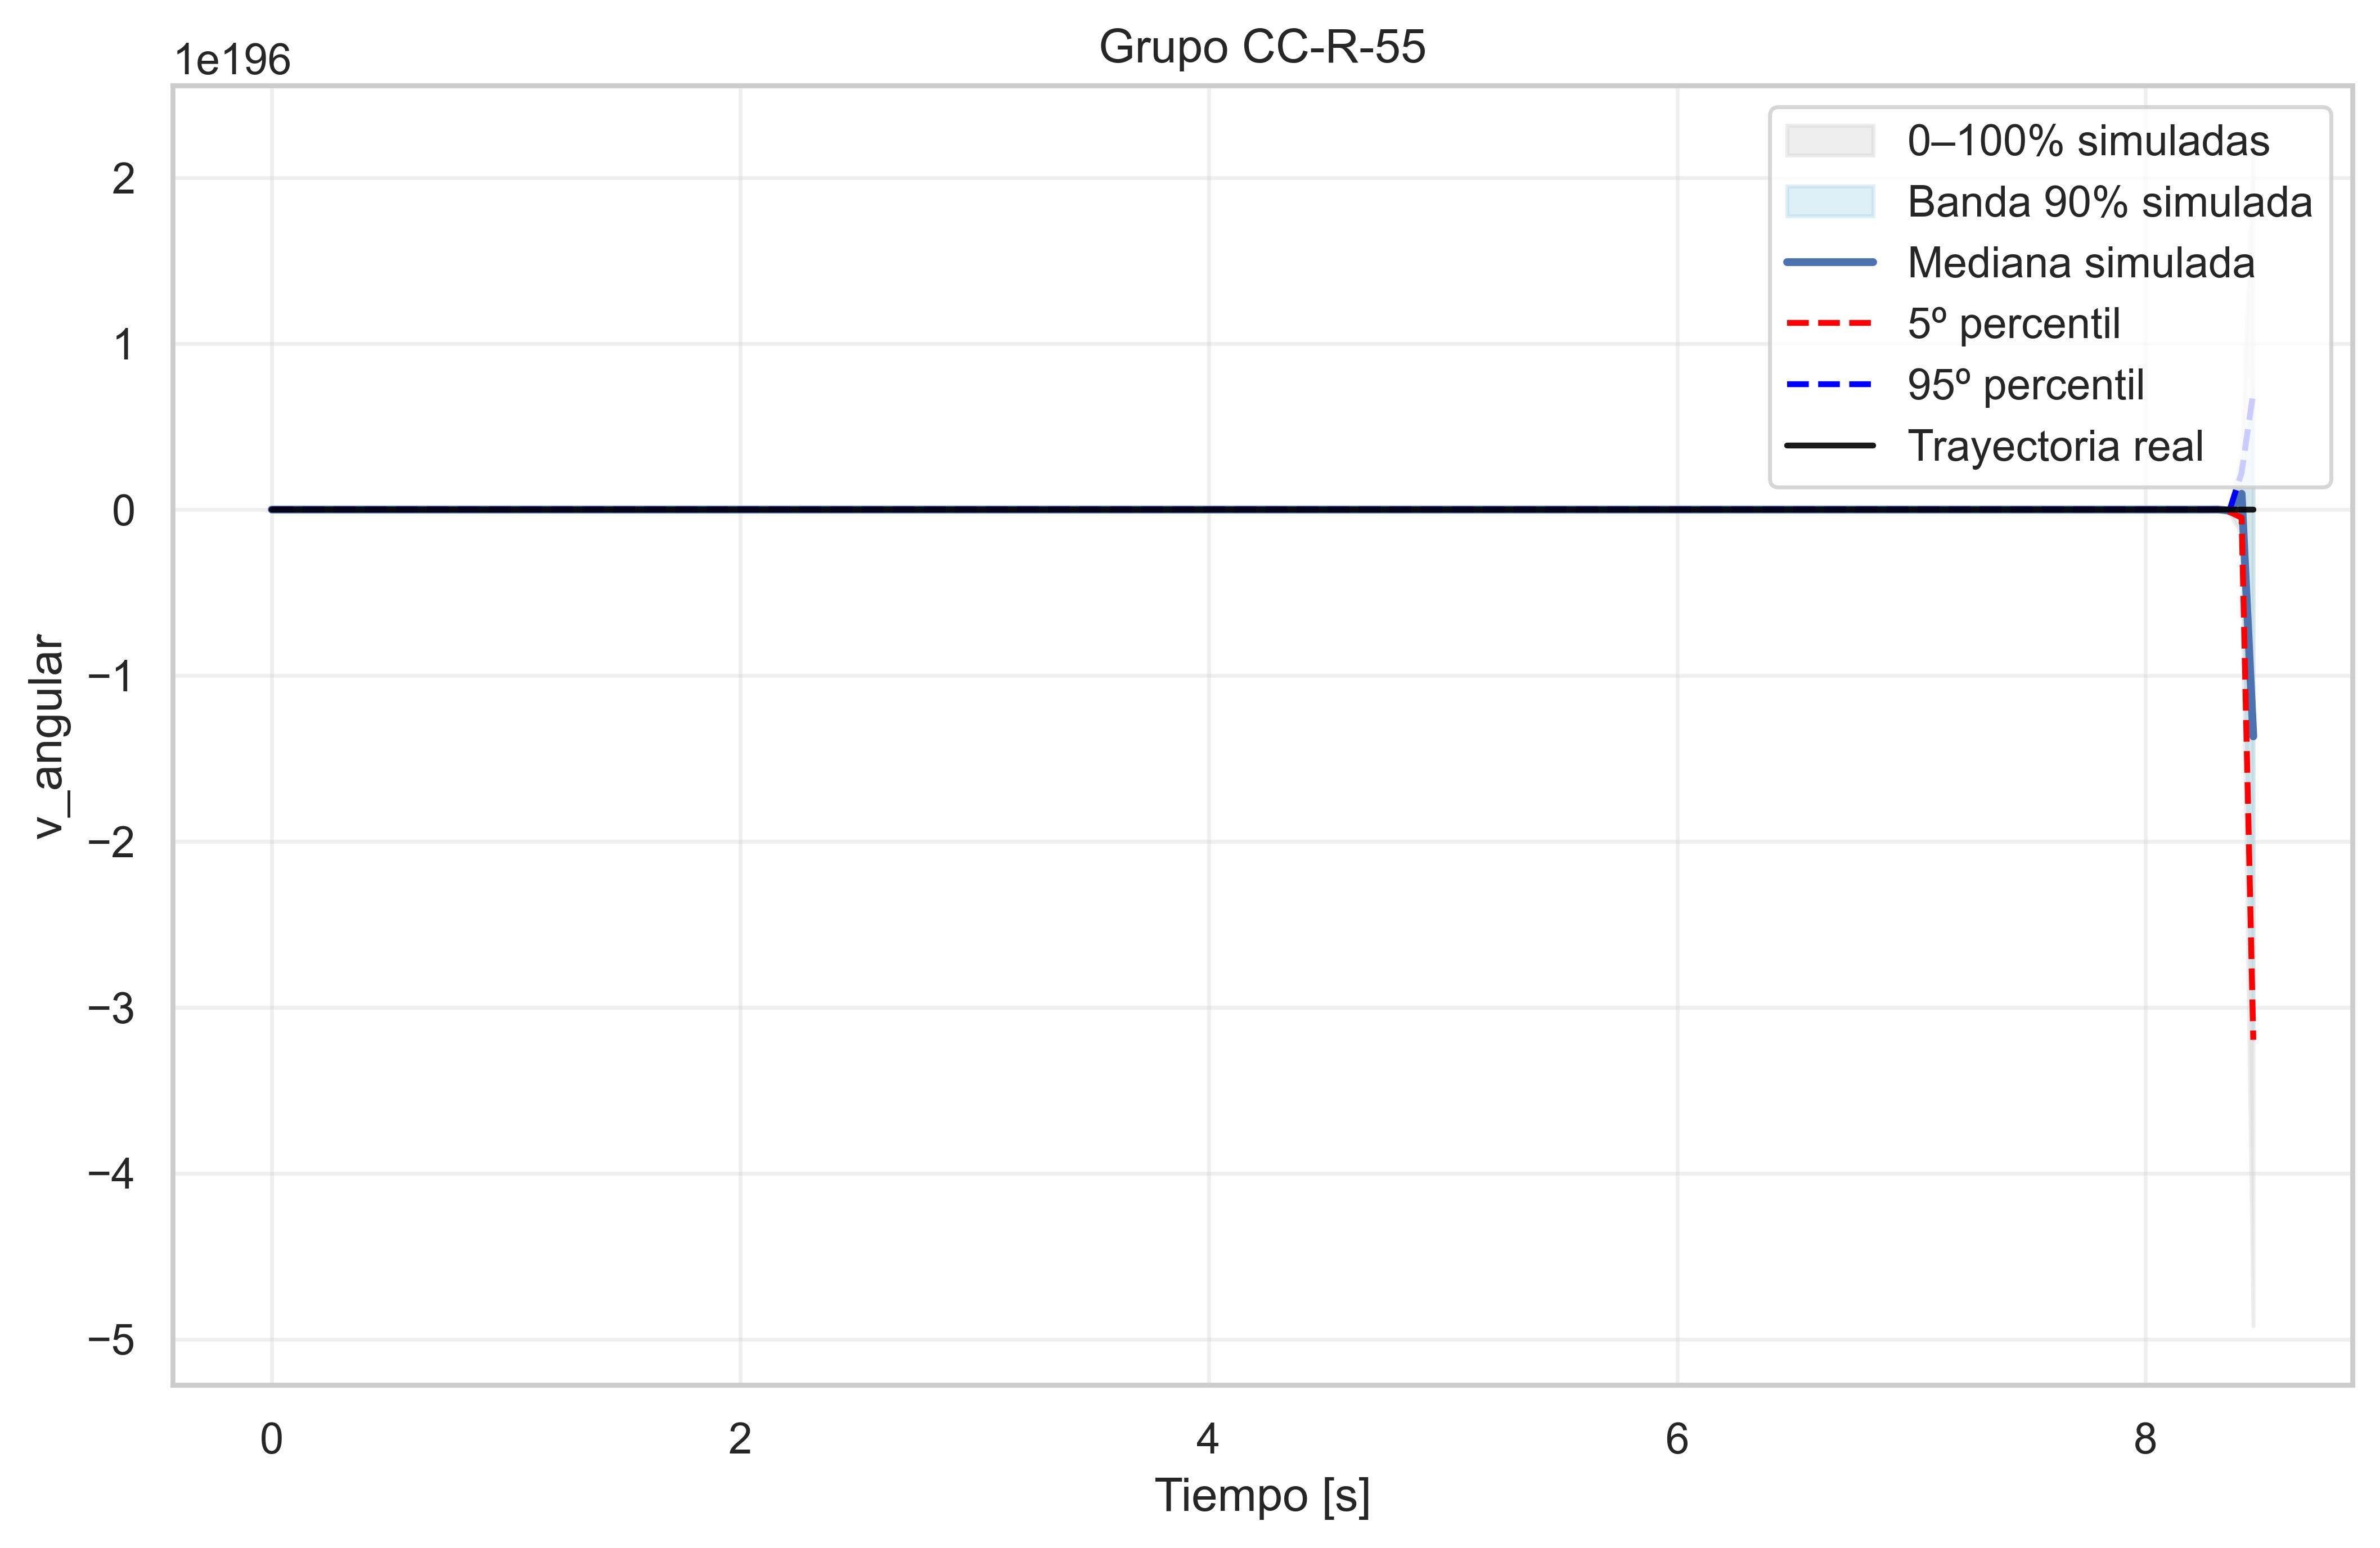 Grupo CC-R-55
1e196
2
1
0
−1
−2
−3
−4
−5
v_angular
0–100% simuladas
Banda 90% simulada
Mediana simulada
5º percentil
95º percentil
Trayectoria real
0 2 4 6 8
Tiempo [s]